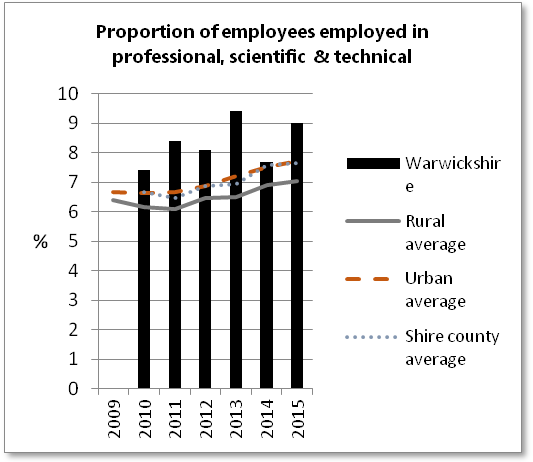 Proportion of employees employed in
professional, scientific & technical
10
9
8
7
6
5
4
3
2
1
0
%
2009
2010
2011
2012
2013
2014
2015
Warwickshir
e
Rural
average
Urban
average
Shire county
average